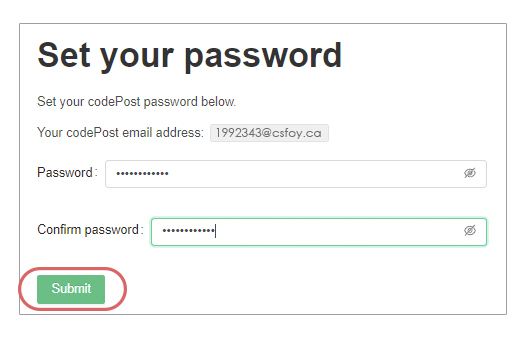 Set your password
Set your codePost password below.
Your codePost email address: 1992343@csfoy.ca
Password: ••••••••••••
Confirm password: ••••••••••••
Submit